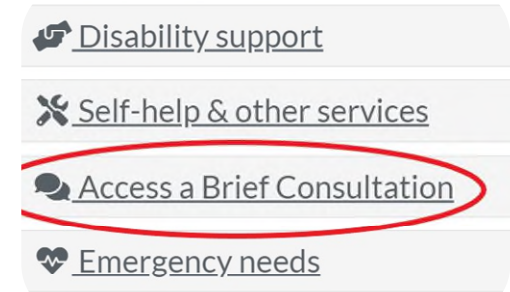 Disability support
Self-help & other services
Access a Brief Consultation
Emergency needs